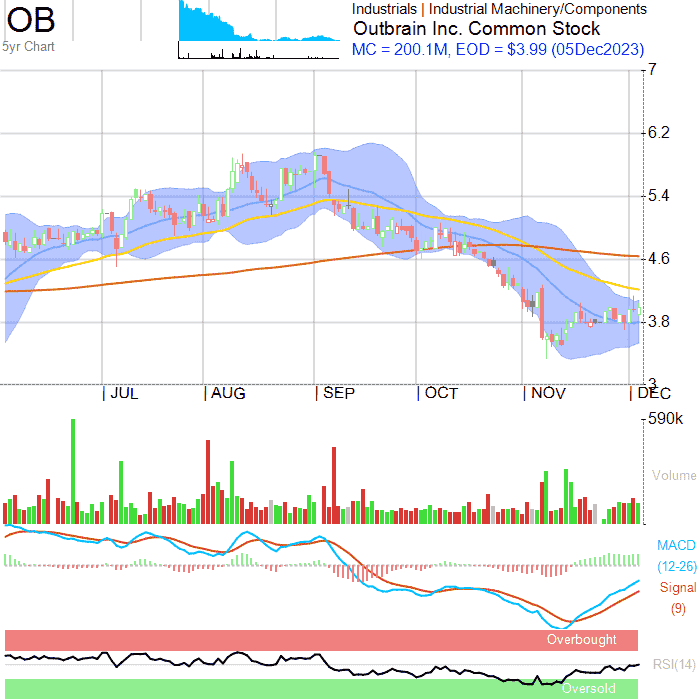 OB
5yr Chart
Industrials | Industrial Machinery/Components
Outbrain Inc. Common Stock
MC = 200.1M, EOD = $3.99 (05Dec2023)
7
6.2
5.4
4.6
3.8
3
| JUL | AUG | SEP | OCT | NOV | DEC
590k
Volume
MACD
(12-26)
Signal
(9)
Overbought
RSI(14)
Oversold